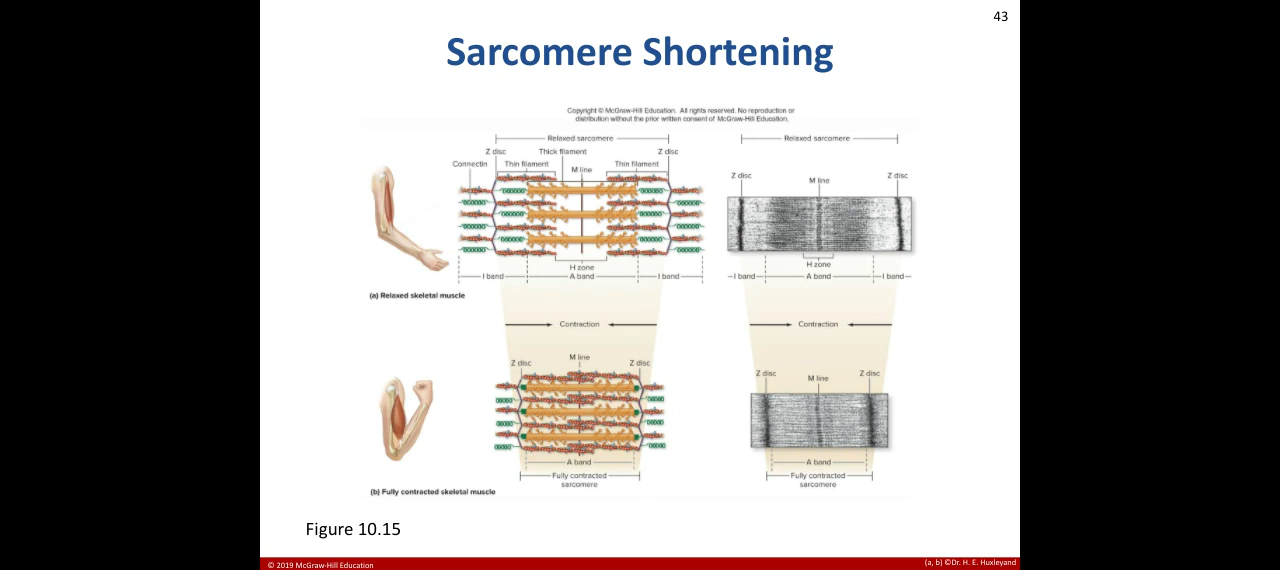 43
Sarcomere Shortening
Copyright © McGraw-Hill Education. All rights reserved. No reproduction or
distribution without the prior written consent of McGraw-Hill Education.
Relaxed sarcomere
Z disc
Thick filament
Z disc
Connectin
Thin filament
M line
Thin filament
H zone
I band
A band
I band
(a) Relaxed skeletal muscle
Relaxed sarcomere
Z disc
M line
Z disc
H zone
I band
A band
I band
Contraction
Contraction
Z disc
M line
Z disc
A band
Fully contracted
sarcomere
(b) Fully contracted skeletal muscle
Z disc
M line
Z disc
A band
Fully contracted
sarcomere
Figure 10.15
© 2019 McGraw-Hill Education
(a, b) ©Dr. H. E. Huxleyand